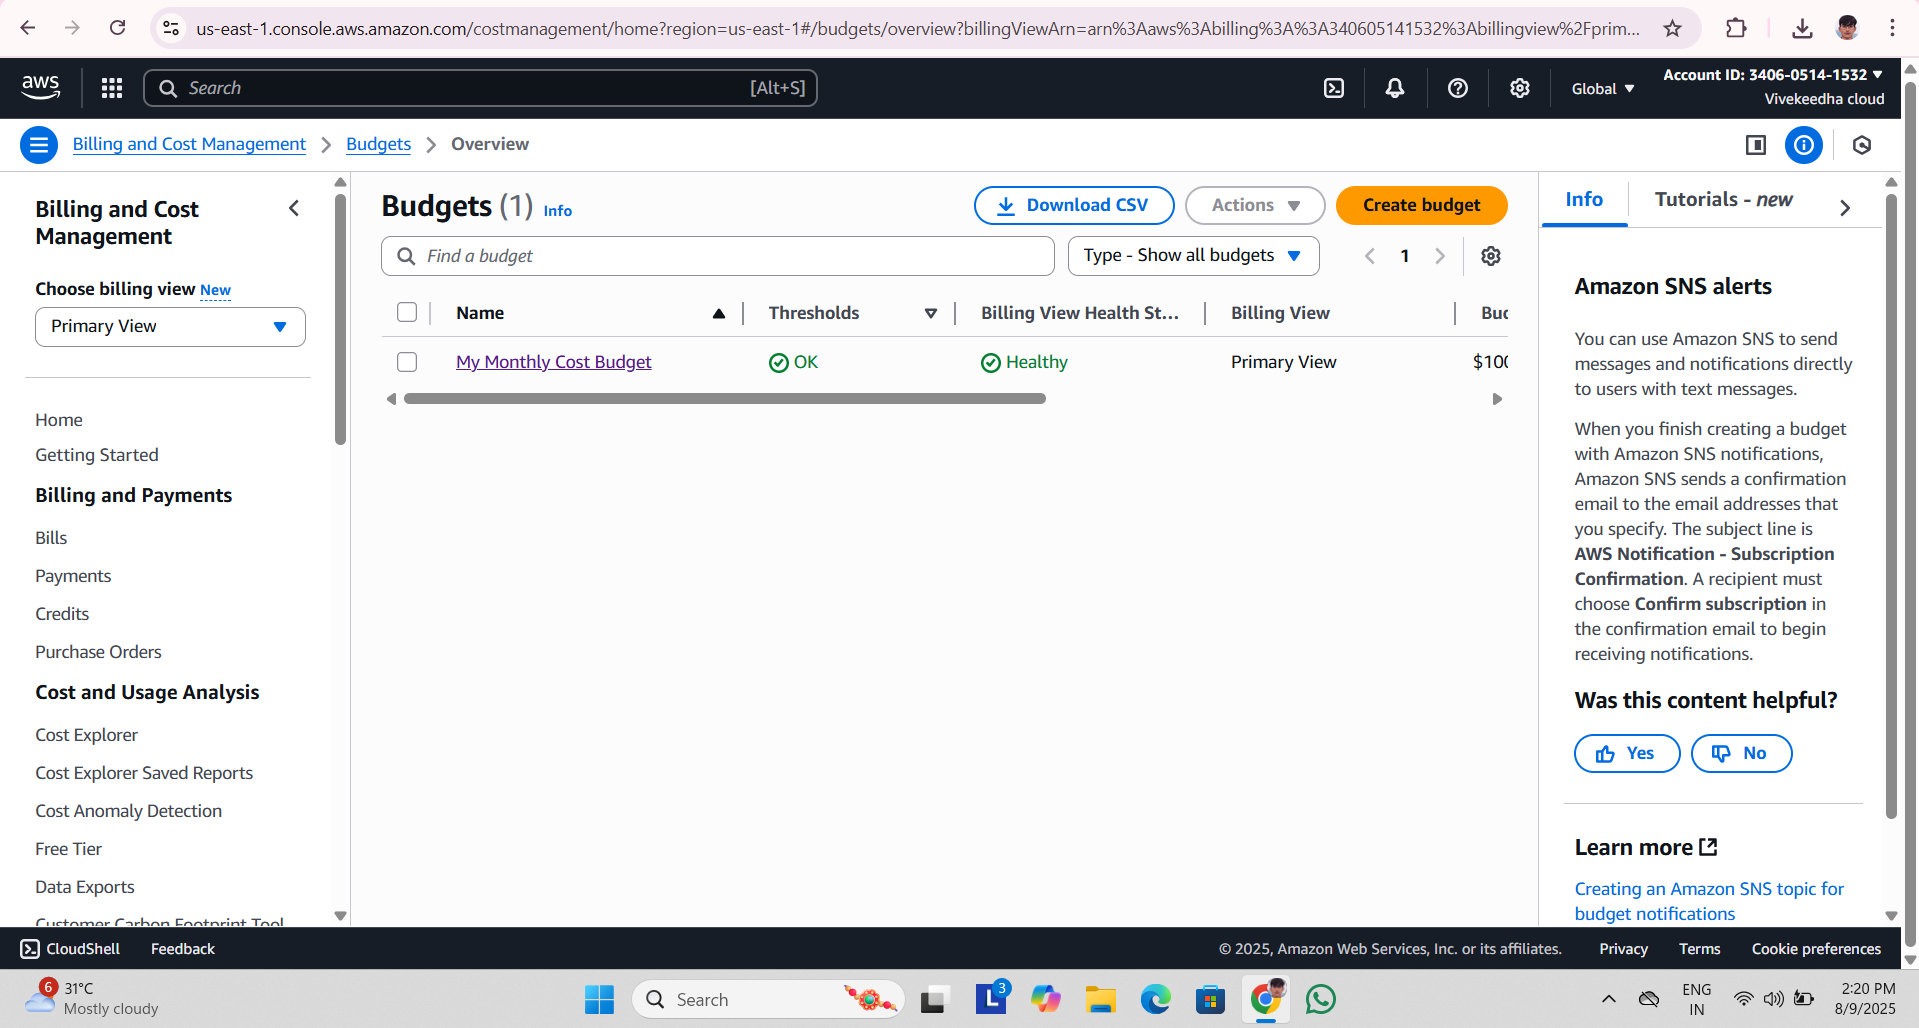 us-east-1.console.aws.amazon.com/costmanagement/home?region=us-east-1#/budgets/overview?billingViewArn=arn%3Aaws%3Abilling%3A%3A340605141532%3Abillingview%2Fprim...
aws
Search
[Alt+S]
Global
Account ID: 3406-0514-1532
Vivekeedha cloud
Billing and Cost Management
Budgets
Overview
Billing and Cost
Management
Choose billing view New
Primary View
Home
Getting Started
Billing and Payments
Bills
Payments
Credits
Purchase Orders
Cost and Usage Analysis
Cost Explorer
Cost Explorer Saved Reports
Cost Anomaly Detection
Free Tier
Data Exports
Customer Carbon Footprint Tool
Budgets (1) Info
Download CSV
Actions
Create budget
Find a budget
Type - Show all budgets
1
Name
Thresholds
Billing View Health St...
Billing View
Buc
My Monthly Cost Budget
OK
Healthy
Primary View
$100
Info
Tutorials - new
Amazon SNS alerts
You can use Amazon SNS to send
messages and notifications directly
to users with text messages.
When you finish creating a budget
with Amazon SNS notifications,
Amazon SNS sends a confirmation
email to the email addresses that
you specify. The subject line is
AWS Notification - Subscription
Confirmation. A recipient must
choose Confirm subscription in
the confirmation email to begin
receiving notifications.
Was this content helpful?
Yes
No
Learn more
Creating an Amazon SNS topic for
budget notifications
CloudShell
Feedback
© 2025, Amazon Web Services, Inc. or its affiliates.
Privacy
Terms
Cookie preferences
6
31°C
Mostly cloudy
Search
L
3
ENG
IN
2:20 PM
8/9/2025